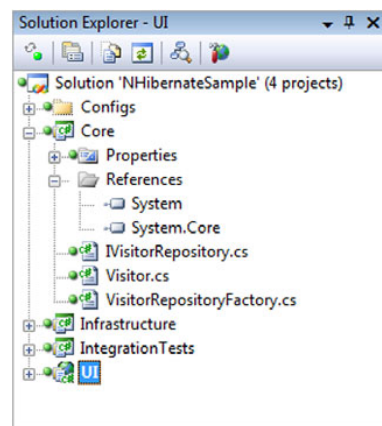 Solution Explorer - UI
Solution 'NHibernateSample' (4 projects)
Configs
Core
Properties
References
System
System.Core
IVisitorRepository.cs
Visitor.cs
VisitorRepositoryFactory.cs
Infrastructure
IntegrationTests
UI